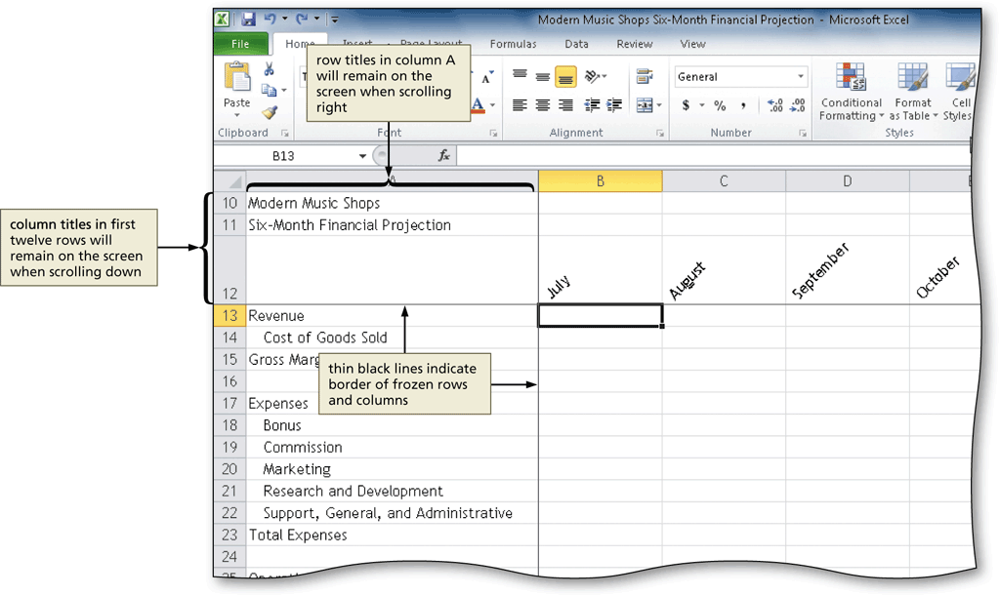 Modern Music Shops Six-Month Financial Projection - Microsoft Excel
File Home Insert Page Layout Formulas Data Review View
row titles in column A
will remain on the
screen when scrolling
right
General
Paste
Conditional Format Cell
Formatting as Table Styles
Clipboard Font Alignment Number Styles
B13 fx
A B C D
10 Modern Music Shops
11 Six-Month Financial Projection
column titles in first
twelve rows will
remain on the screen
when scrolling down
12 July August September October
13 Revenue
14 Cost of Goods Sold
15 Gross Marg
thin black lines indicate
border of frozen rows
and columns
16
17 Expenses
18 Bonus
19 Commission
20 Marketing
21 Research and Development
22 Support, General, and Administrative
23 Total Expenses
24